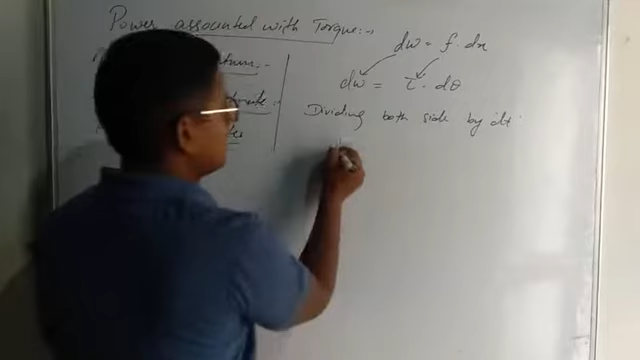 Power associated with Torque:-
dw = f. dx
dw = τ. dθ
Dividing both side by dt.